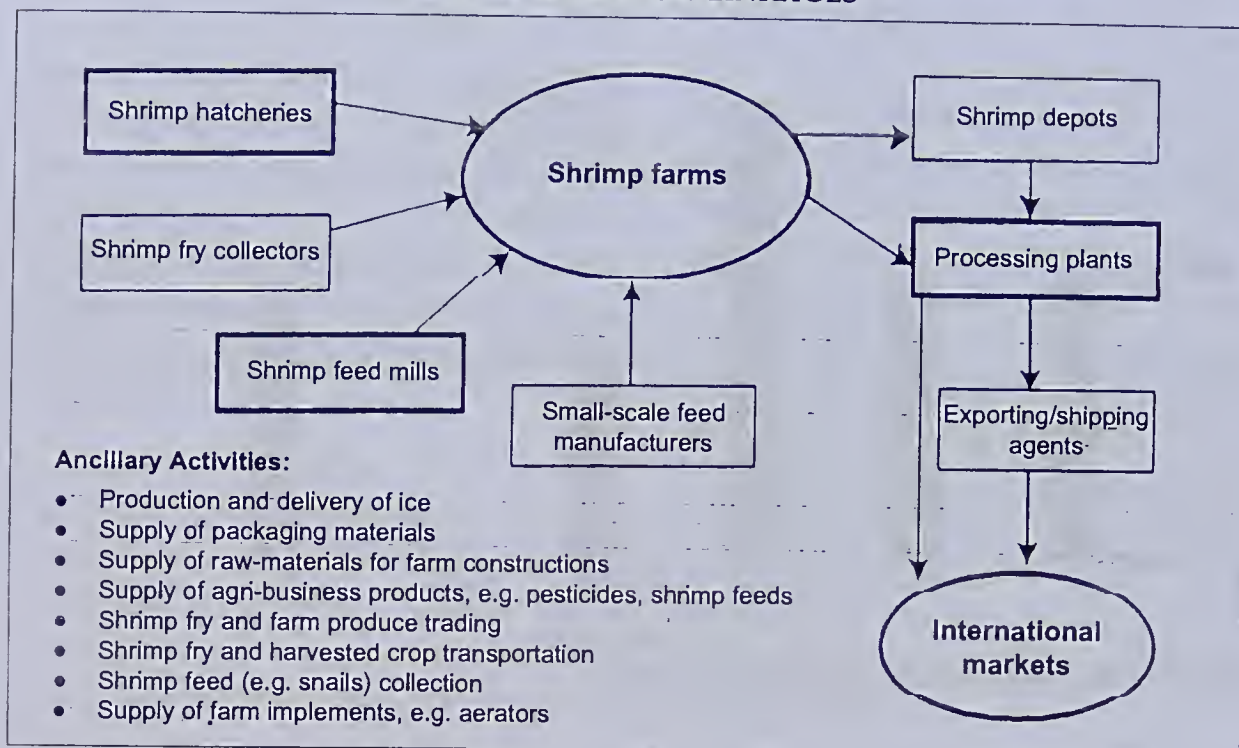 Shrimp hatcheries
Shrimp fry collectors
Shrimp feed mills
Small-scale feed
manufacturers
Shrimp farms
Shrimp depots
Processing plants
Exporting/shipping
agents
International
markets
Ancillary Activities:
• Production and delivery of ice
• Supply of packaging materials
• Supply of raw-materials for farm constructions
• Supply of agri-business products, e.g. pesticides, shrimp feeds
• Shrimp fry and farm produce trading
• Shrimp fry and harvested crop transportation
• Shrimp feed (e.g. snails) collection
• Supply of farm implements, e.g. aerators